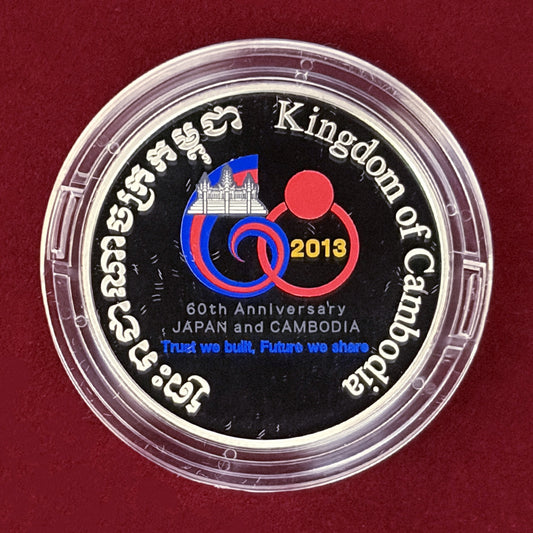 ព្រះរាជាណាចក្រកម្ពុជា
Kingdom of Cambodia
2013
60th Anniversary
JAPAN and CAMBODIA
Trust we built, Future we share